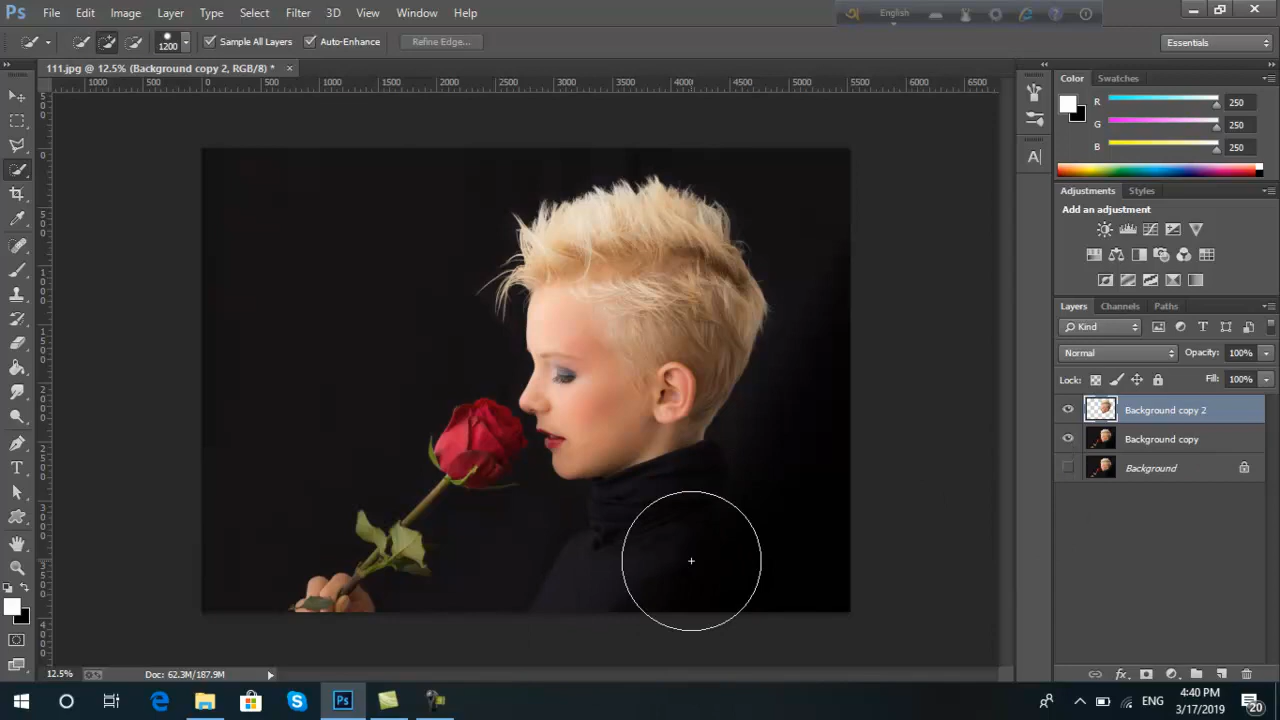 Ps File Edit Image Layer Type Select Filter 3D View Window Help
English
1200 Sample All Layers Auto-Enhance Refine Edge... Essentials
111.jpg @ 12.5% (Background copy 2, RGB/8) * ×
1000 500 0 500 1000 1500 2000 2500 3000 3500 4000 4500 5000 5500 6000 6500
Color Swatches
R 250
G 250
B 250
Adjustments Styles
Add an adjustment
Layers Channels Paths
Kind
Normal Opacity: 100%
Lock: Fill: 100%
Background copy 2
Background copy
Background
12.5% Doc: 62.3M/187.9M
Ps ENG
4:40 PM
3/17/2019
20